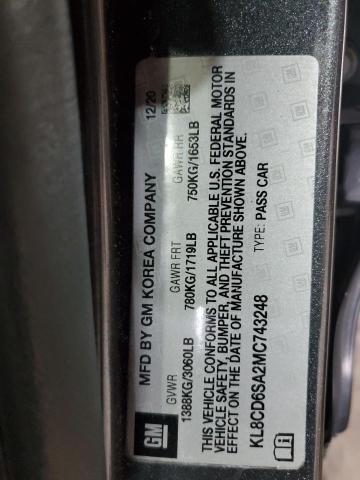 GM
MFD BY GM KOREA COMPANY 12/20
GVWR GAWR FRT GAWR RR
1388KG/3060LB 780KG/1719LB 750KG/1653LB
THIS VEHICLE CONFORMS TO ALL APPLICABLE U.S. FEDERAL MOTOR
VEHICLE SAFETY, BUMPER, AND THEFT PREVENTION STANDARDS IN
EFFECT ON THE DATE OF MANUFACTURE SHOWN ABOVE.
KL8CD6SA2MC743248 TYPE: PASS CAR